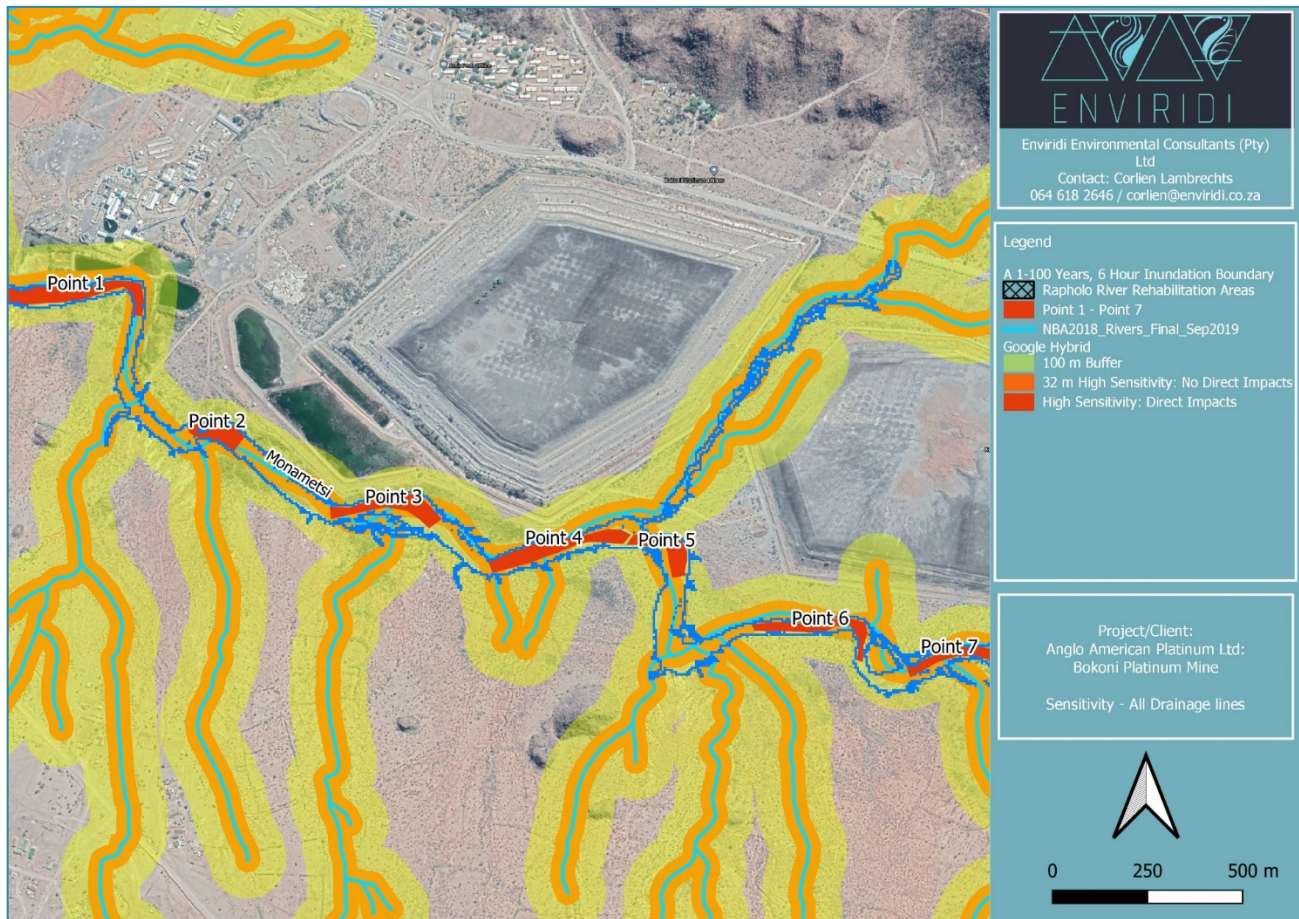 Point 1
Point 2
Monametsi
Point 3
Point 4
Point 5
Point 6
Point 7
ENVIRIDI
Enviridi Environmental Consultants (Pty)
Ltd
Contact: Corlien Lambrechts
064 618 2646 / corlien@enviridi.co.za
Legend
A 1-100 Years, 6 Hour Inundation Boundary
Rapholo River Rehabilitation Areas
Point 1 - Point 7
NBA2018_Rivers_Final_Sep2019
Google Hybrid
100 m Buffer
32 m High Sensitivity: No Direct Impacts
High Sensitivity: Direct Impacts
Project/Client:
Anglo American Platinum Ltd:
Bokoni Platinum Mine
Sensitivity - All Drainage lines
0 250 500 m